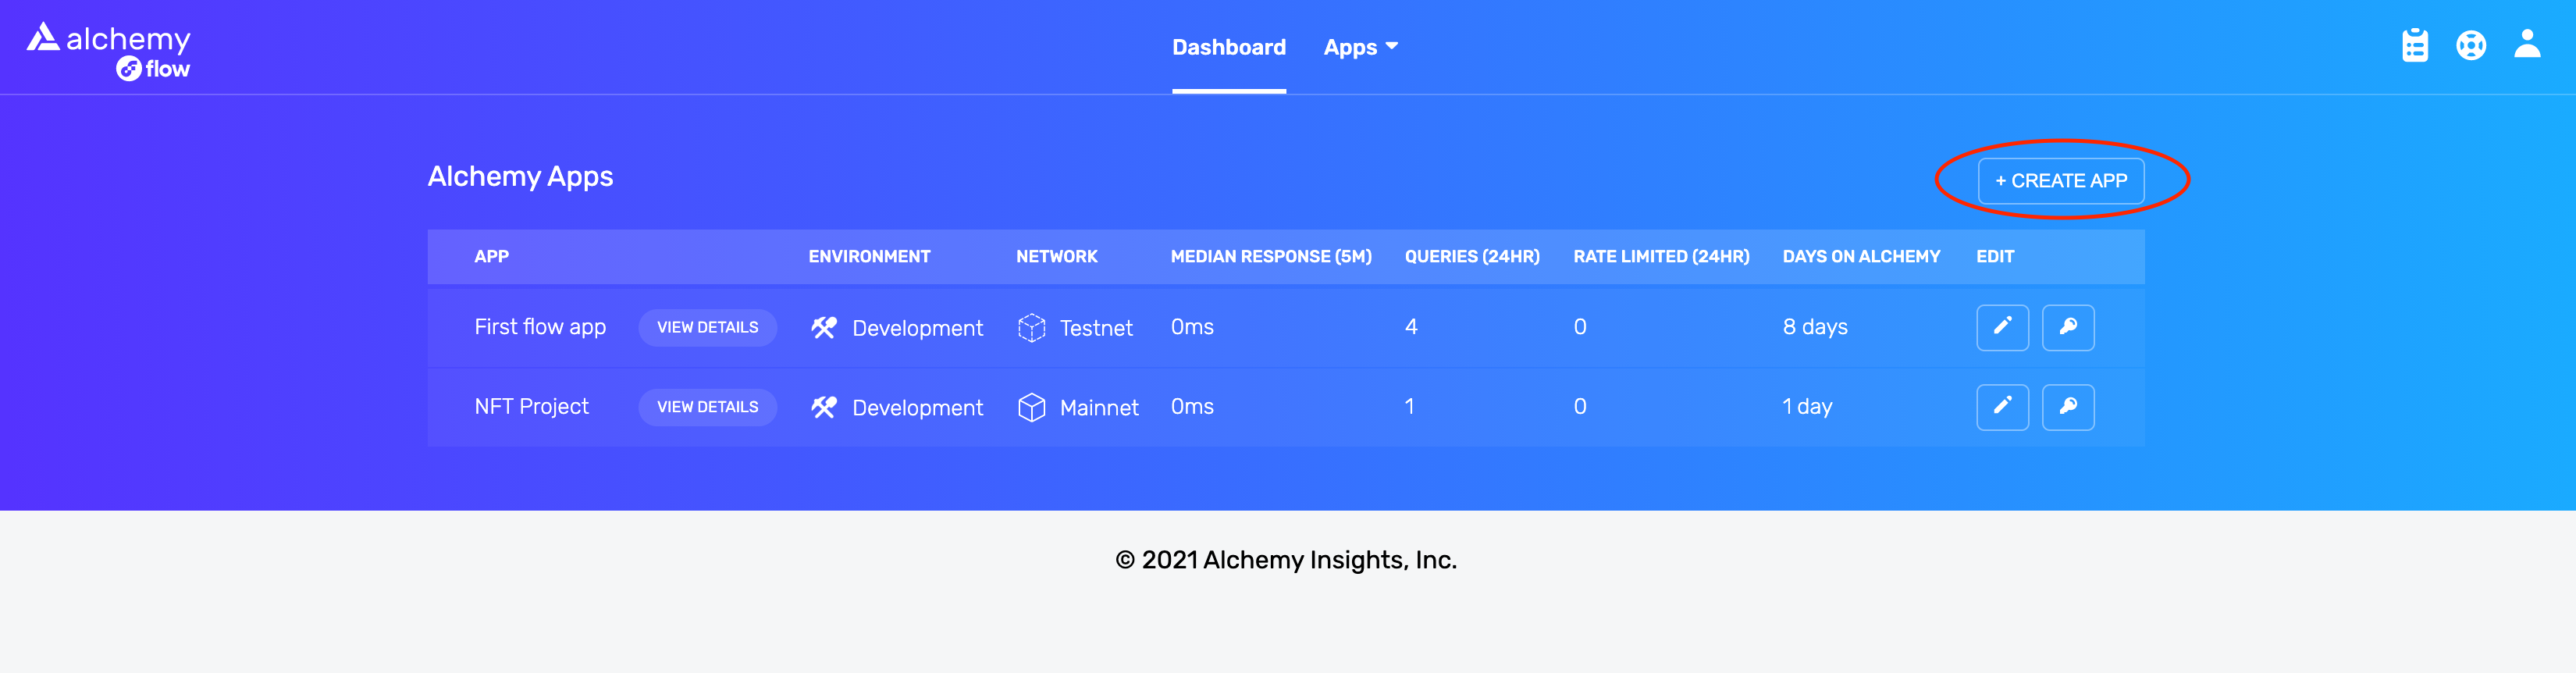 alchemy
flow
Dashboard Apps
Alchemy Apps
+ CREATE APP
APP ENVIRONMENT NETWORK MEDIAN RESPONSE (5M) QUERIES (24HR) RATE LIMITED (24HR) DAYS ON ALCHEMY EDIT
First flow app VIEW DETAILS Development Testnet 0ms 4 0 8 days
NFT Project VIEW DETAILS Development Mainnet 0ms 1 0 1 day
© 2021 Alchemy Insights, Inc.